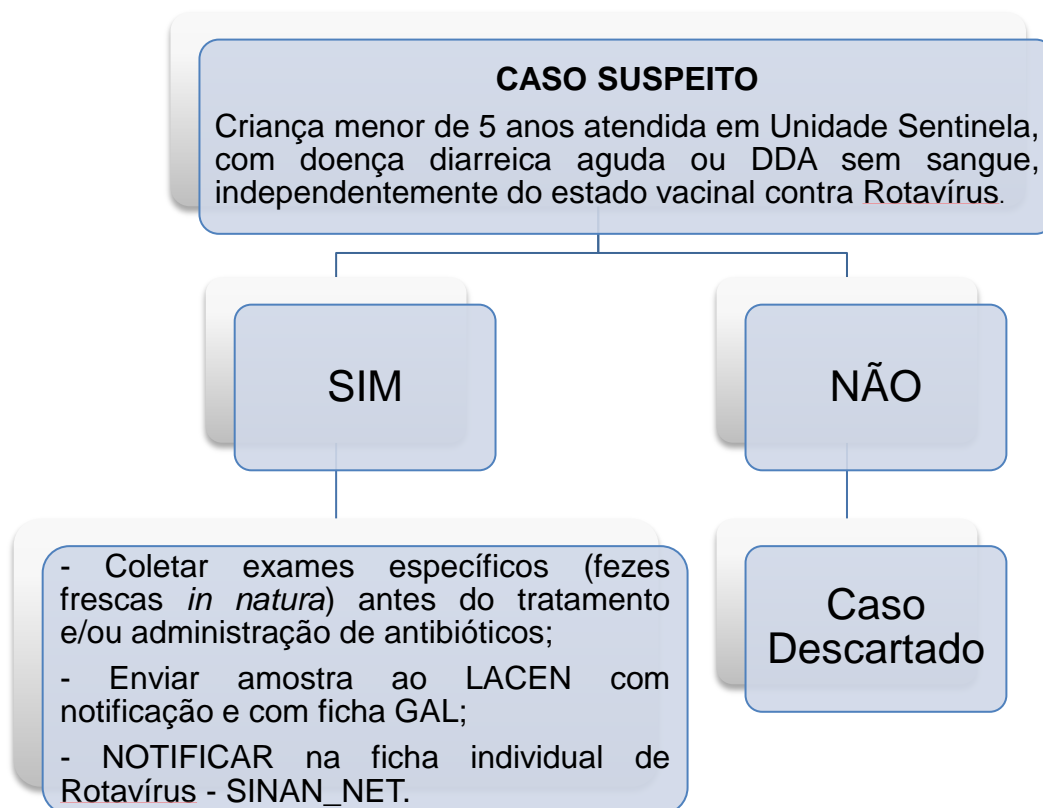 CASO SUSPEITO
Criança menor de 5 anos atendida em Unidade Sentinela,
com doença diarreica aguda ou DDA sem sangue,
independentemente do estado vacinal contra Rotavírus.
SIM
NÃO
- Coletar exames específicos (fezes
frescas in natura) antes do tratamento
e/ou administração de antibióticos;
- Enviar amostra ao LACEN com
notificação e com ficha GAL;
- NOTIFICAR na ficha individual de
Rotavírus - SINAN_NET.
Caso
Descartado